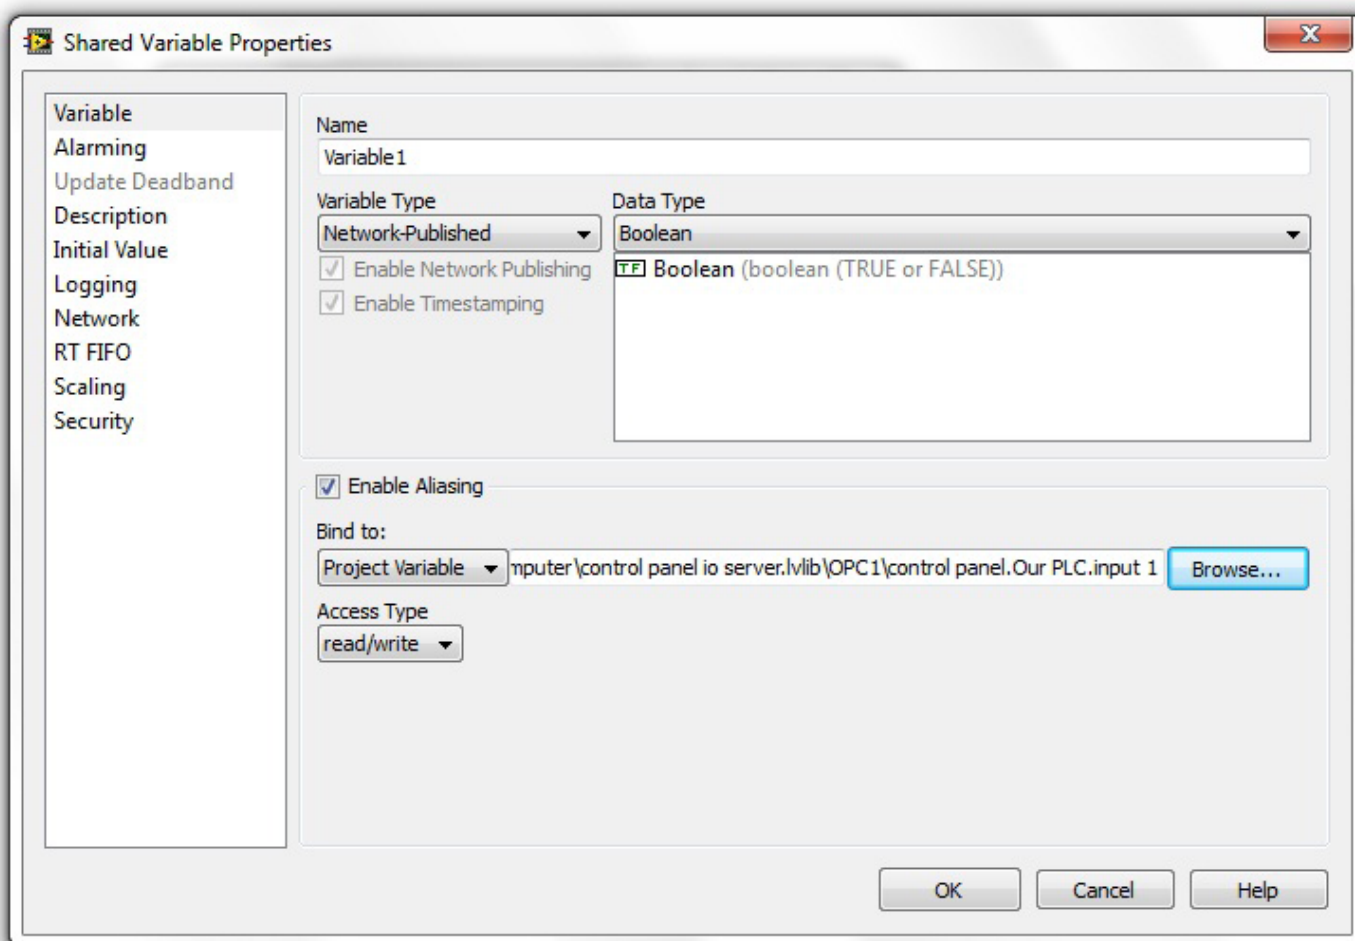 Shared Variable Properties
Variable
Alarming
Update Deadband
Description
Initial Value
Logging
Network
RT FIFO
Scaling
Security
Name
Variable1
Variable Type
Data Type
Network-Published
Boolean
Enable Network Publishing
TF Boolean (boolean (TRUE or FALSE))
Enable Timestamping
Enable Aliasing
Bind to:
Project Variable
mputer\control panel io server.lvlib\OPC1\control panel.Our PLC.input 1
Browse...
Access Type
read/write
OK
Cancel
Help